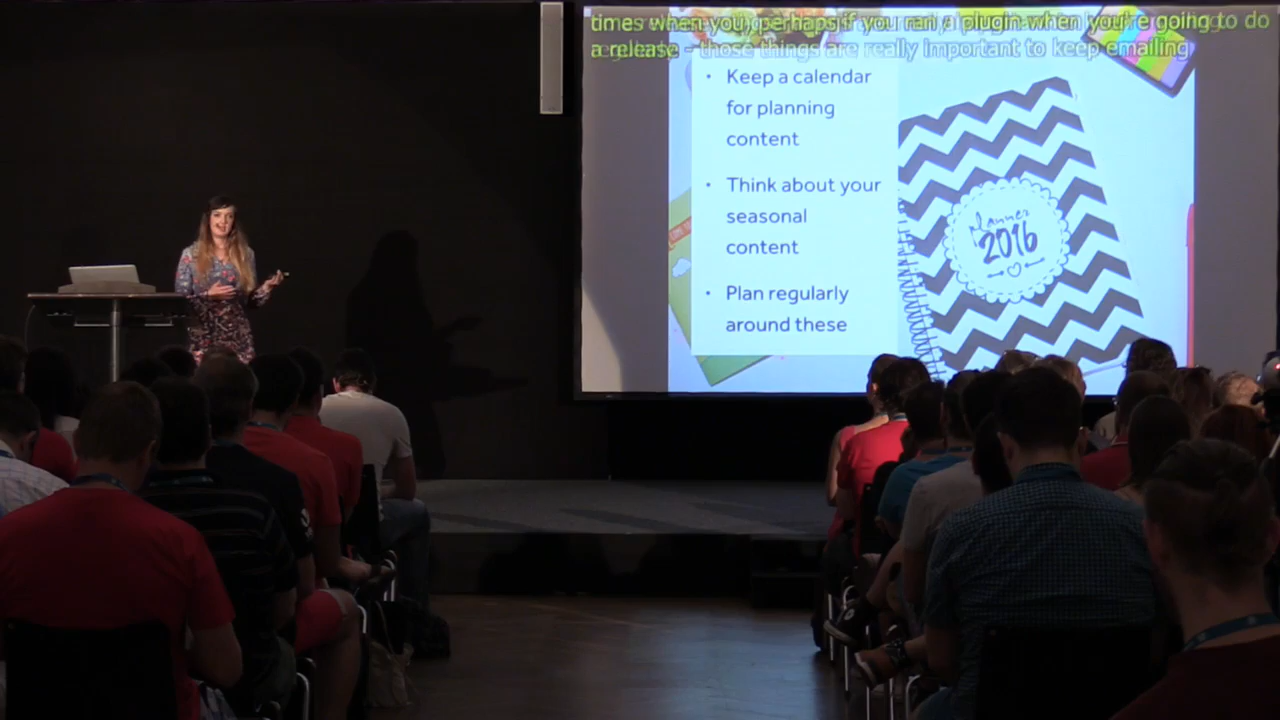 times when you, perhaps if you ran a plugin when you're going to do
a release - those things are really important to keep emailing
• Keep a calendar
for planning
content
• Think about your
seasonal
content
• Plan regularly
around these
planner
2016